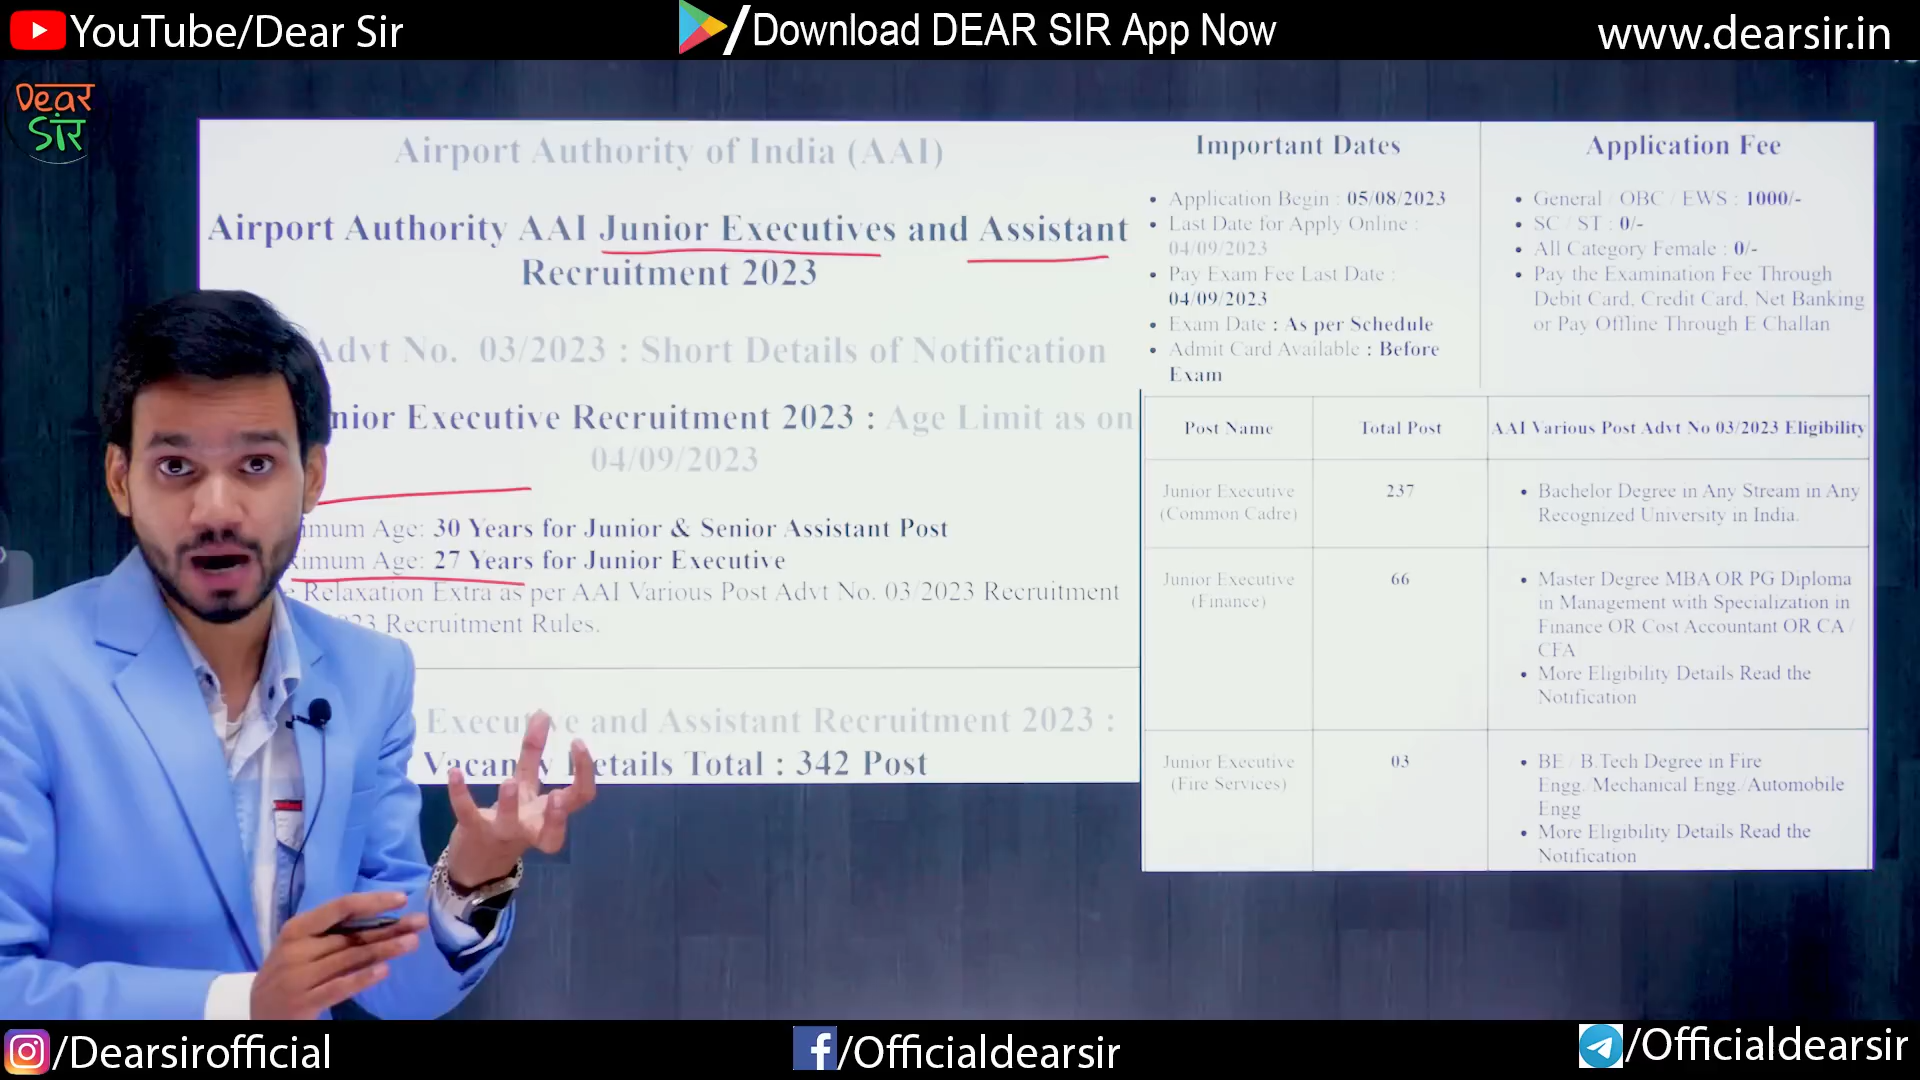 YouTube/Dear Sir
/Download DEAR SIR App Now
www.dearsir.in
Dear
Sir
Airport Authority of India (AAI)
Airport Authority AAI Junior Executives and Assistant
Recruitment 2023
Advt No. 03/2023 : Short Details of Notification
Executive Recruitment 2023 : Age Limit as on
04/09/2023
Age: 30 Years for Junior & Senior Assistant Post
Age: 27 Years for Junior Executive
Relaxation Extra as per AAI Various Post Advt No. 03/2023 Recruitment
Recruitment Rules.
Executive and Assistant Recruitment 2023 :
Vacancy Details Total : 342 Post
Important Dates
• Application Begin : 05/08/2023
• Last Date for Apply Online :
04/09/2023
• Pay Exam Fee Last Date :
04/09/2023
• Exam Date : As per Schedule
• Admit Card Available : Before
Exam
Application Fee
• General / OBC / EWS : 1000/-
• SC / ST : 0/-
• All Category Female : 0/-
• Pay the Examination Fee Through
Debit Card, Credit Card, Net Banking
or Pay Offline Through E Challan
Post Name
Total Post
AAI Various Post Advt No 03/2023 Eligibility
Junior Executive
(Common Cadre)
237
• Bachelor Degree in Any Stream in Any
Recognized University in India.
Junior Executive
(Finance)
66
• Master Degree MBA OR PG Diploma
in Management with Specialization in
Finance OR Cost Accountant OR CA /
CFA
• More Eligibility Details Read the
Notification
Junior Executive
(Fire Services)
03
• BE / B.Tech Degree in Fire
Engg./Mechanical Engg./Automobile
Engg
• More Eligibility Details Read the
Notification
/Dearsirofficial
/Officialdearsir
/Officialdearsir